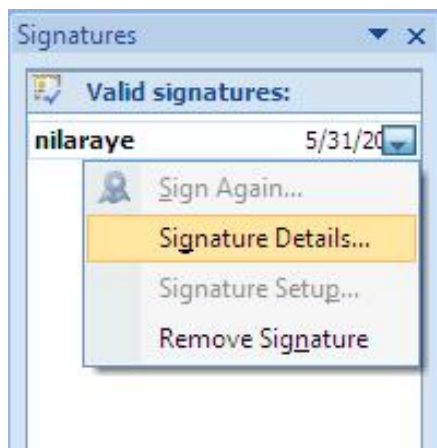 Signatures
Valid signatures:
nilaraye 5/31/20
Sign Again...
Signature Details...
Signature Setup...
Remove Signature